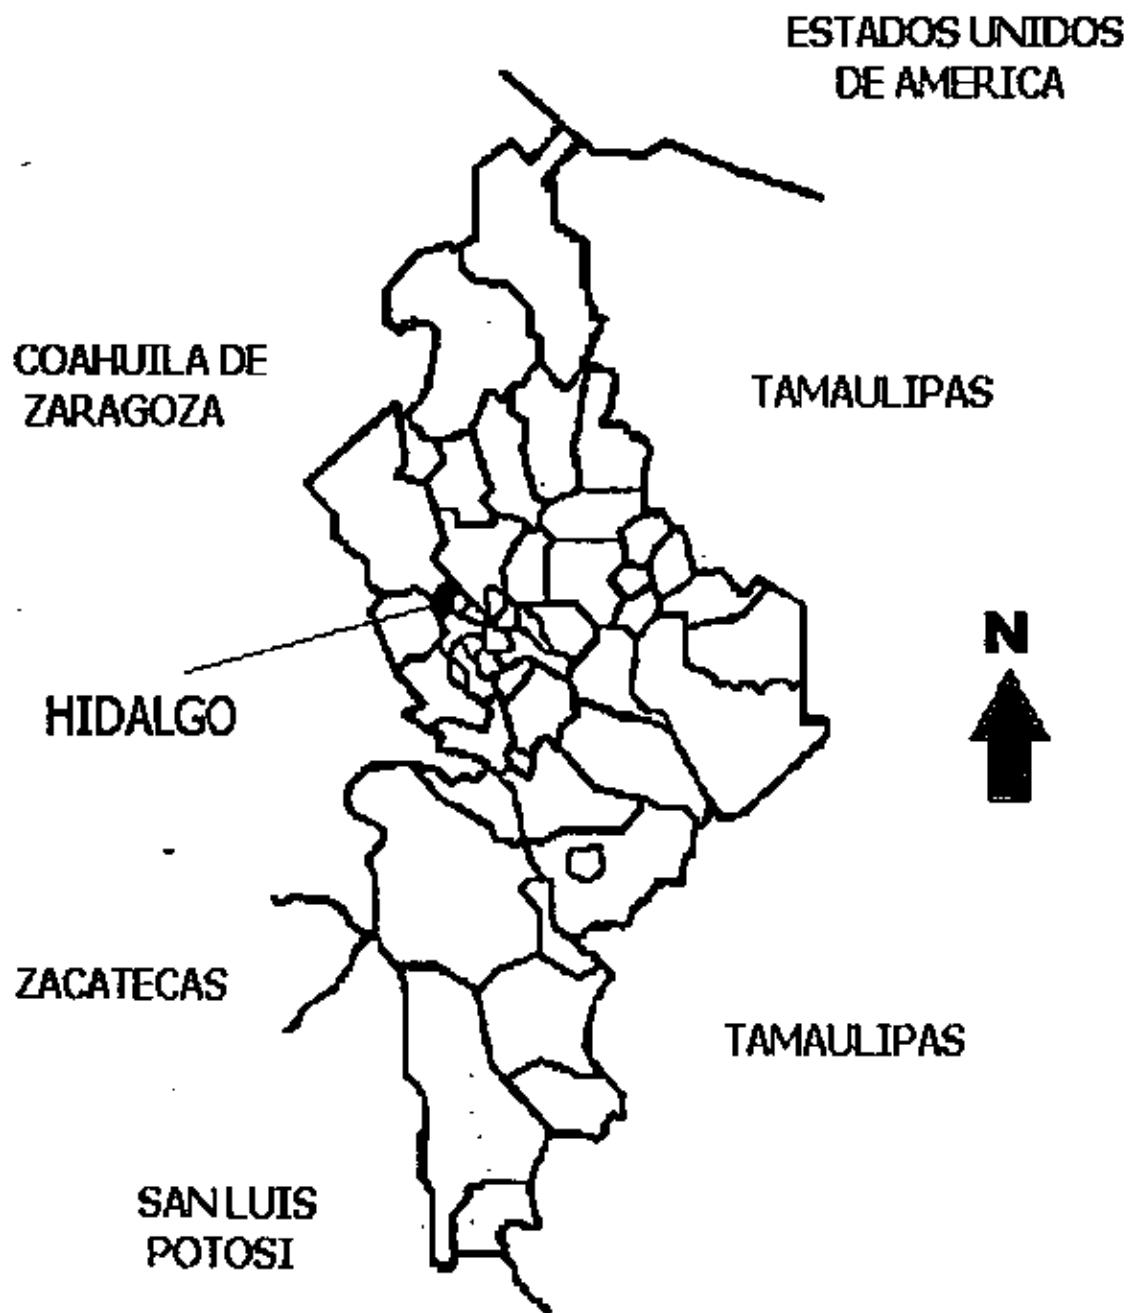 ESTADOS UNIDOS
DE AMERICA
COAHUILA DE
ZARAGOZA
TAMAULIPAS
N
HIDALGO
ZACATECAS
TAMAULIPAS
SAN LUIS
POTOSI